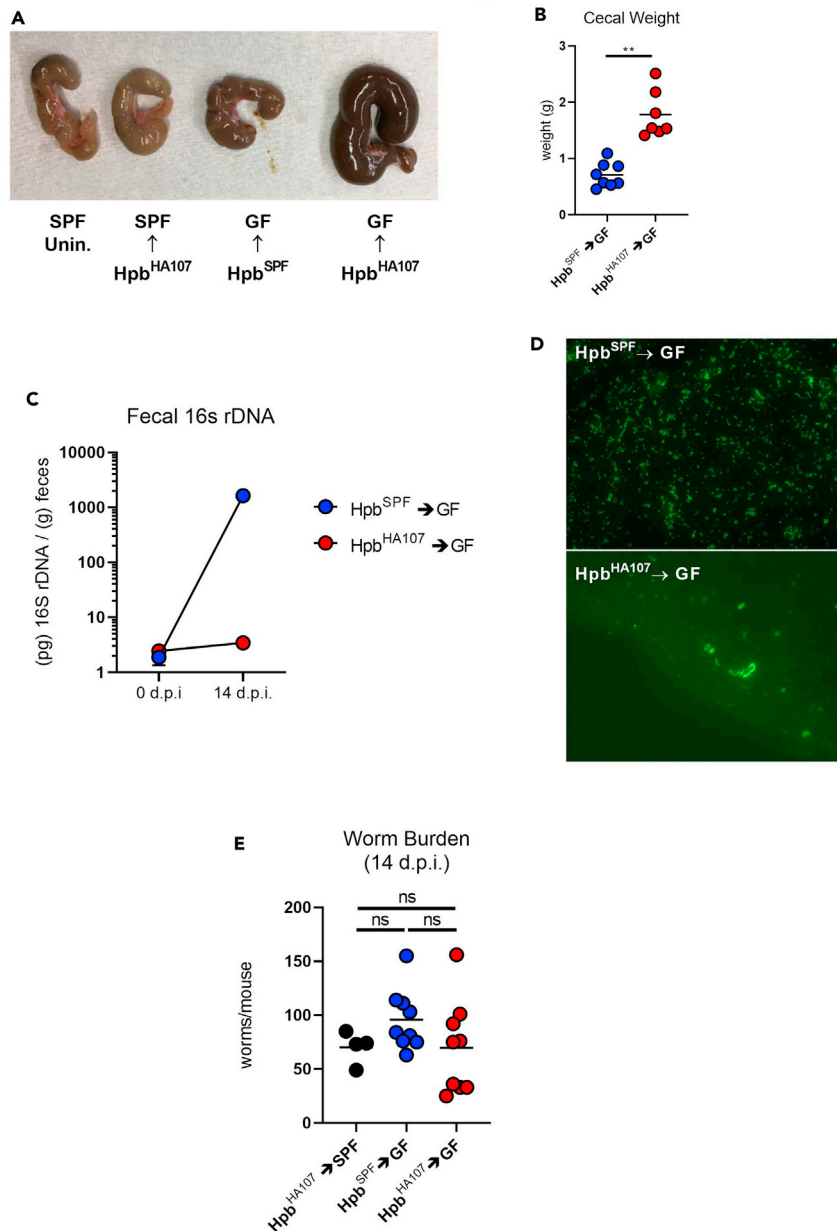 A
SPF
Unin.
SPF
↑
Hpb^HA107
GF
↑
Hpb^SPF
GF
↑
Hpb^HA107
B
Cecal Weight
**
weight (g)
3
2
1
0
Hpb^SPF➔GF
Hpb^HA107➔GF
C
Fecal 16s rDNA
(pg) 16S rDNA / (g) feces
10000
1000
100
10
1
0 d.p.i
14 d.p.i.
Hpb^SPF ➔GF
Hpb^HA107 ➔GF
D
Hpb^SPF→ GF
Hpb^HA107→ GF
E
Worm Burden
(14 d.p.i.)
ns
ns
ns
worms/mouse
200
150
100
50
0
Hpb^HA107➔SPF
Hpb^SPF➔GF
Hpb^HA107➔GF